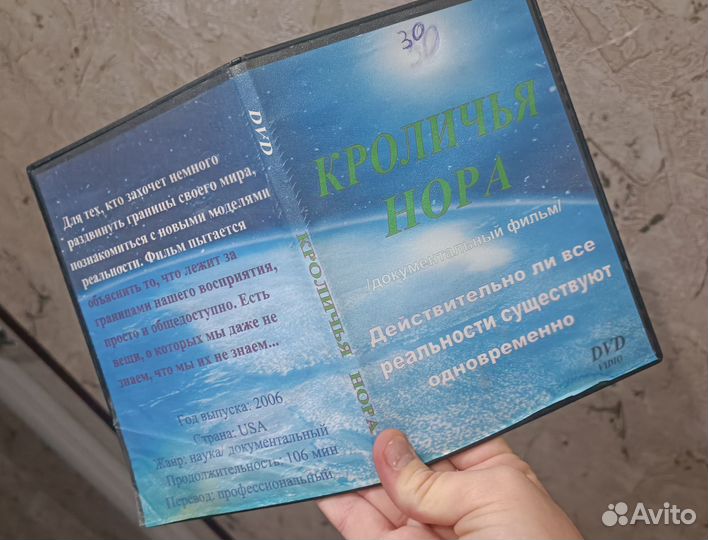 Для тех, кто захочет немного
раздвинуть границы своего мира,
познакомиться с новыми моделями
реальности. Фильм пытается
объяснить то, что лежит за
границами нашего восприятия,
просто и общедоступно. Есть
вещи, о которых мы даже не
знаем, что мы их не знаем...
Год выпуска: 2006
Страна: USA
Жанр: наука/ документальный
Продолжительность: 106 мин
Перевод: профессиональный.
DVD
КРОЛИЧЬЯ НОРА
30
30
КРОЛИЧЬЯ
НОРА
/документальный фильм/
Действительно ли все
реальности существуют
одновременно
DVD
VIDEO
Avito